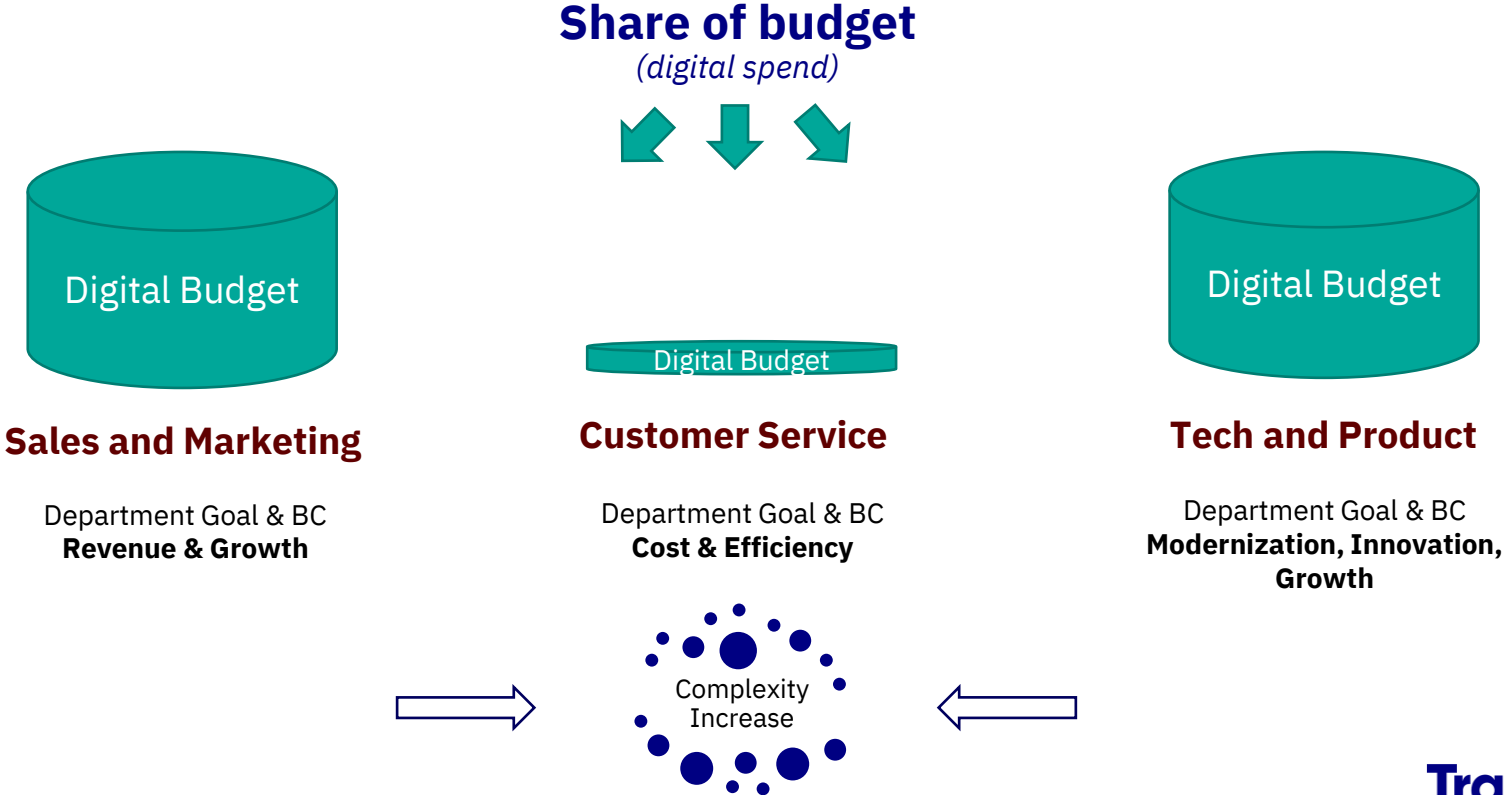 Share of budget
(digital spend)
Digital Budget
Digital Budget
Digital Budget
Sales and Marketing
Customer Service
Tech and Product
Department Goal & BC
Revenue & Growth
Department Goal & BC
Cost & Efficiency
Department Goal & BC
Modernization, Innovation,
Growth
Complexity
Increase